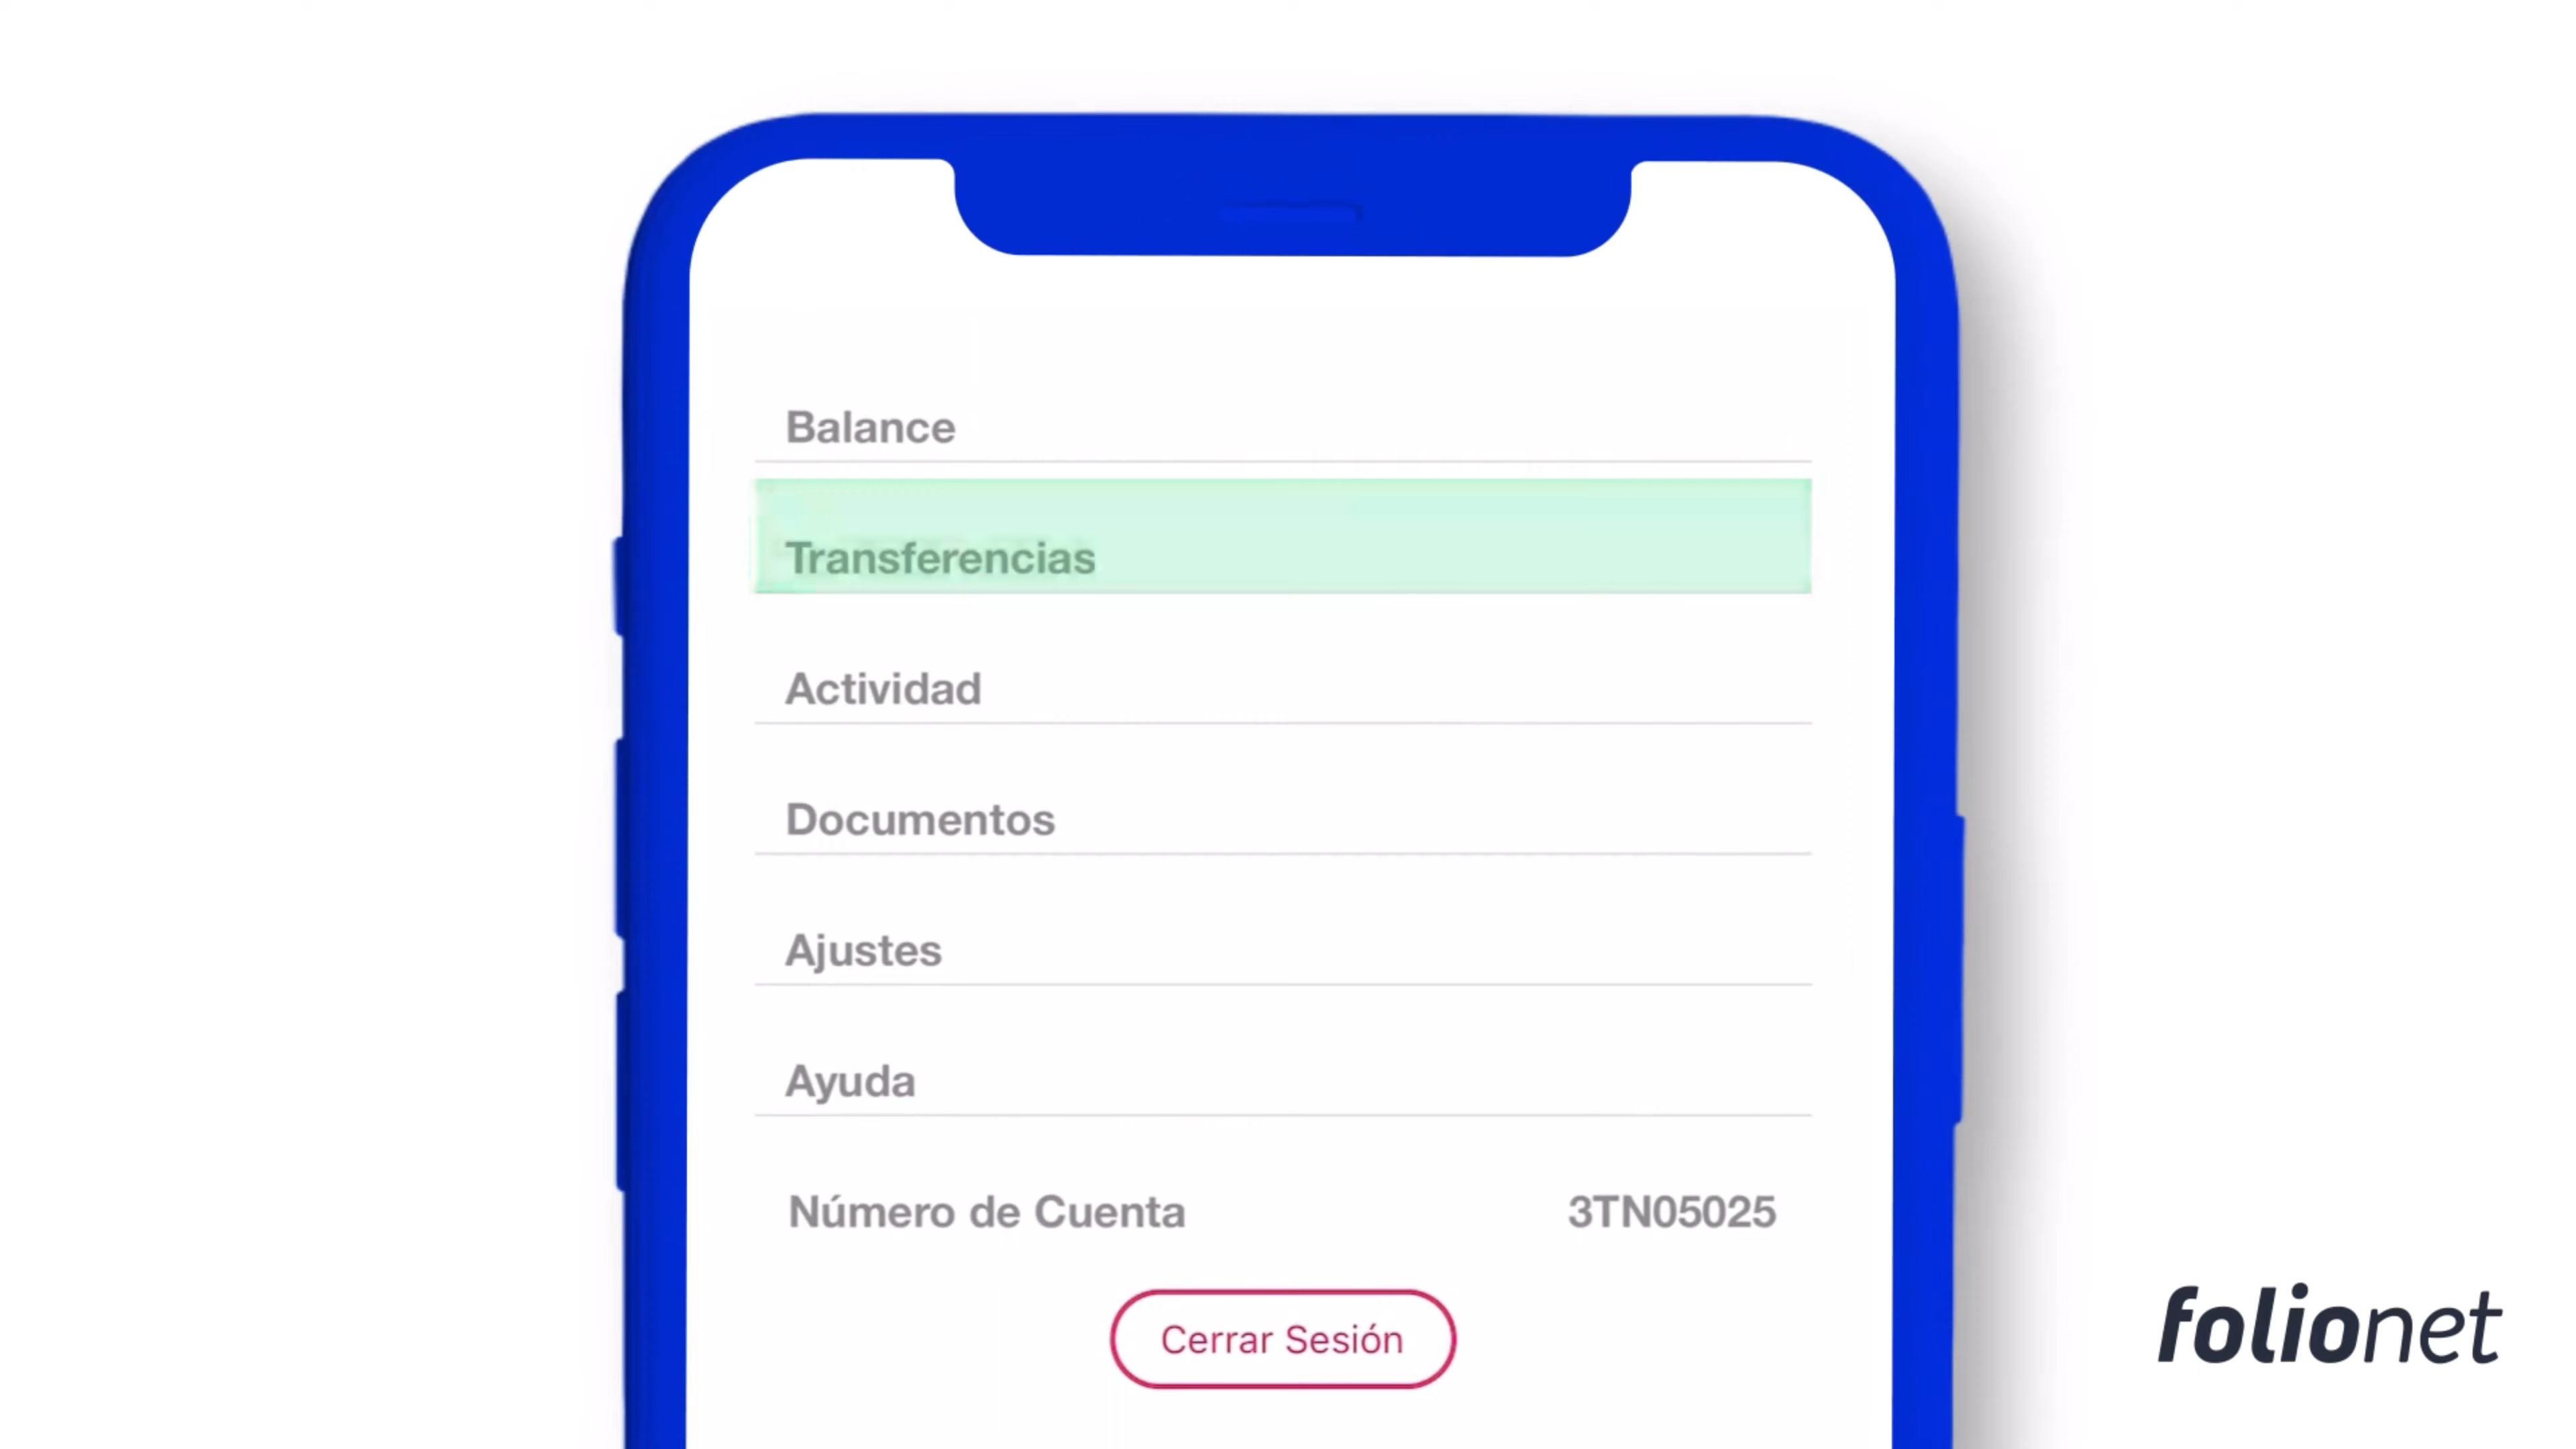 Balance
Transferencias
Actividad
Documentos
Ajustes
Ayuda
Número de Cuenta 3TN05025
Cerrar Sesión
folionet